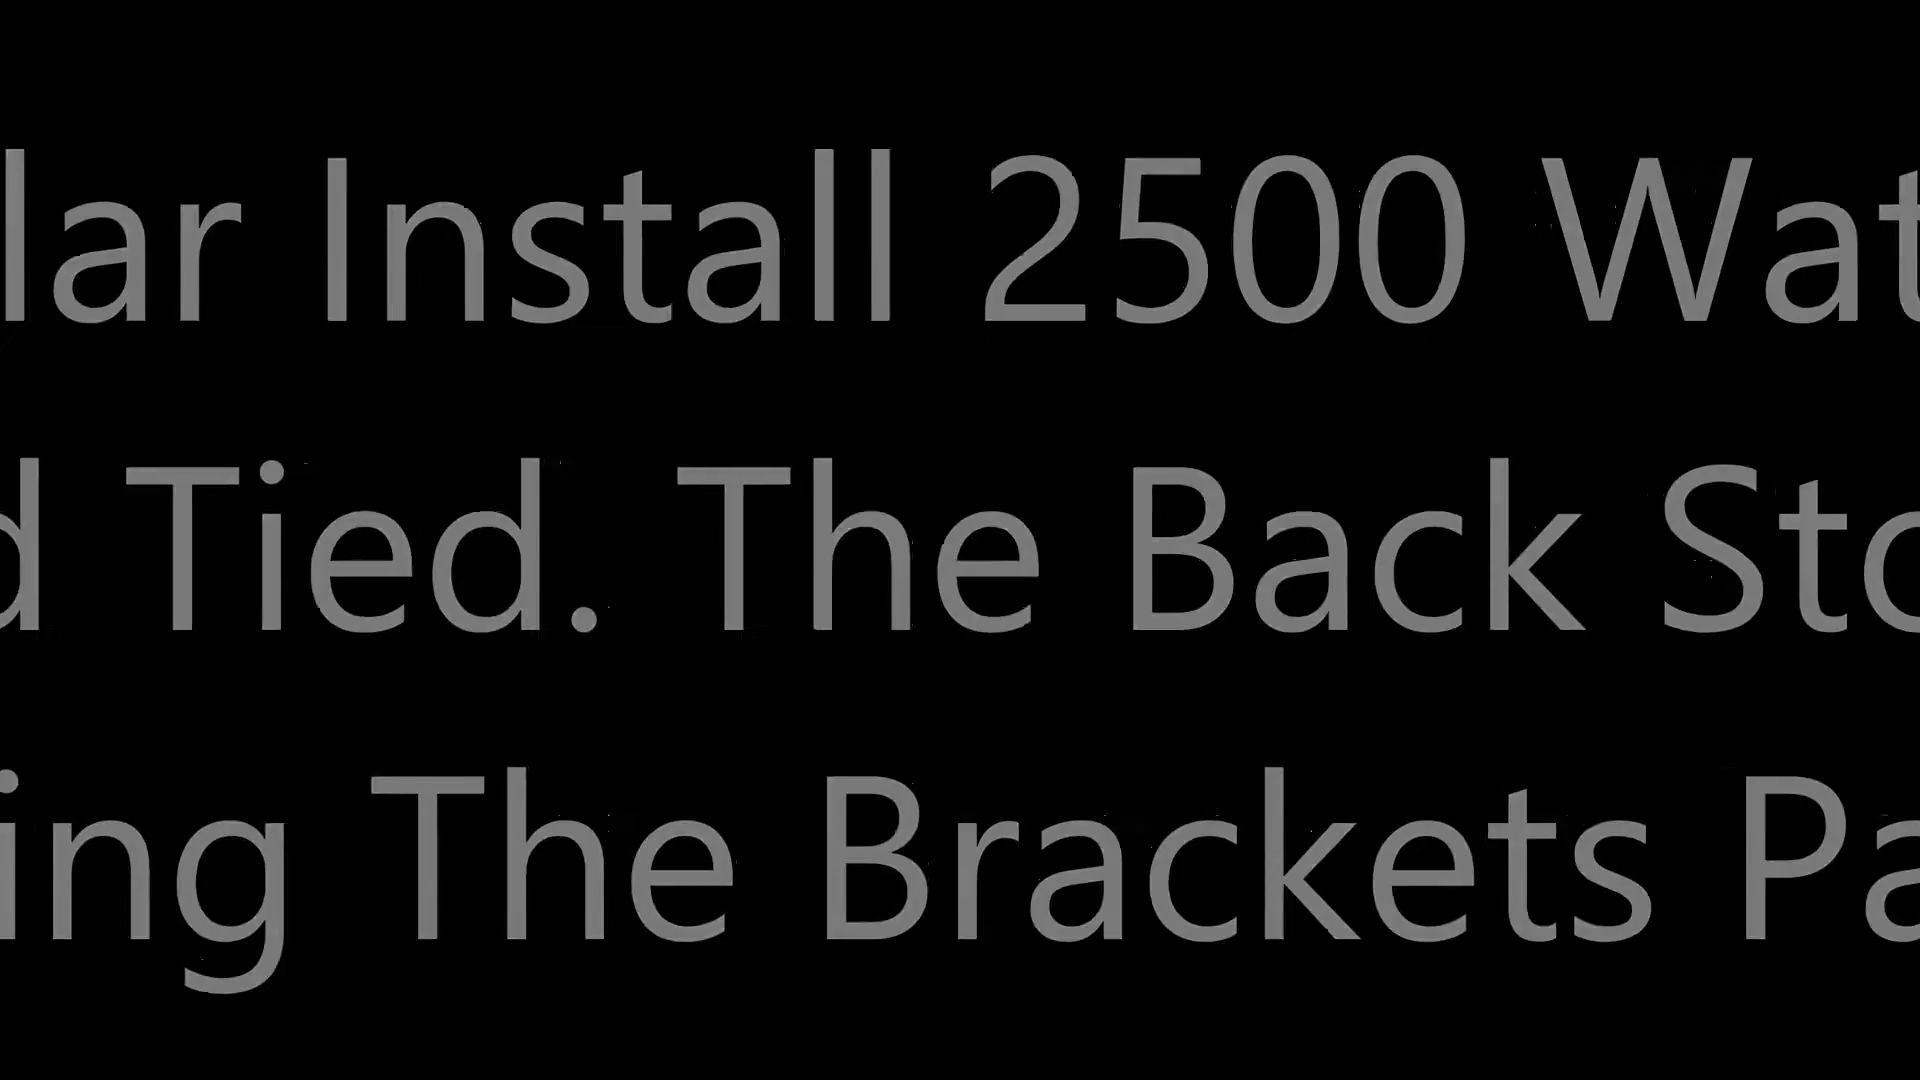 lar Install 2500 Wat
d Tied. The Back Sto
ing The Brackets Pa